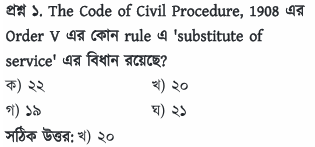 প্রশ্ন ১. The Code of Civil Procedure, 1908 এর
Order V এর কোন rule এ 'substitute of
service' এর বিধান রয়েছে?
ক) ২২ খ) ২০
গ) ১৯ ঘ) ২১
সঠিক উত্তর: খ) ২০